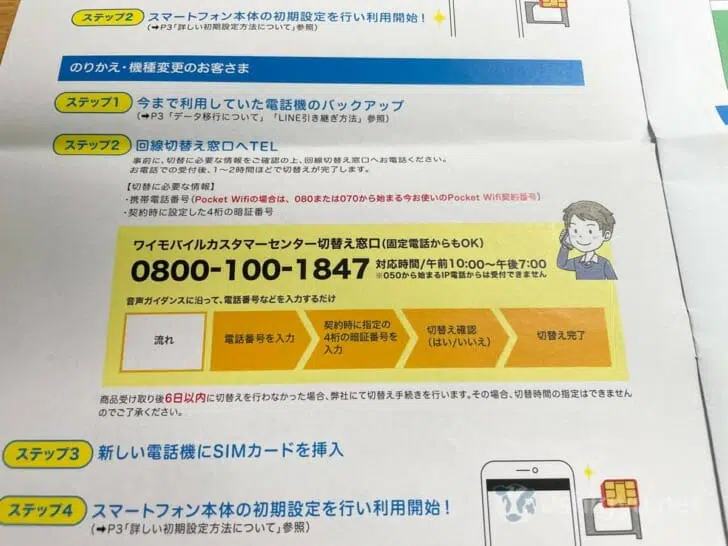 ステップ2 スマートフォン本体の初期設定を行い利用開始！
(➡P3「詳しい初期設定方法について」参照)
のりかえ・機種変更のお客さま
ステップ1 今まで利用していた電話機のバックアップ
(➡P3「データ移行について」「LINE引き継ぎ方法」参照)
ステップ2 回線切替え窓口へTEL
事前に、切替に必要な情報をご確認の上、回線切替え窓口へお電話ください。
お電話での受付後、1〜2時間ほどで切替えが完了します。
【切替に必要な情報】
・携帯電話番号(Pocket Wifiの場合は、080または070から始まる今お使いのPocket Wifi契約番号)
・契約時に設定した4桁の暗証番号
ワイモバイルカスタマーセンター切替え窓口(固定電話からもOK)
0800-100-1847 対応時間/午前10:00〜午後7:00
※050から始まるIP電話からは受付できません
音声ガイダンスに沿って、電話番号などを入力するだけ
流れ
電話番号を入力
契約時に指定の
4桁の暗証番号を
入力
切替え確認
(はい/いいえ)
切替え完了
商品受け取り後6日以内に切替えを行わなかった場合、弊社にて切替え手続きを行います。その場合、切替時間の指定はできません
のでご了承ください。
ステップ3 新しい電話機にSIMカードを挿入
ステップ4 スマートフォン本体の初期設定を行い利用開始！
(➡P3「詳しい初期設定方法について」参照)